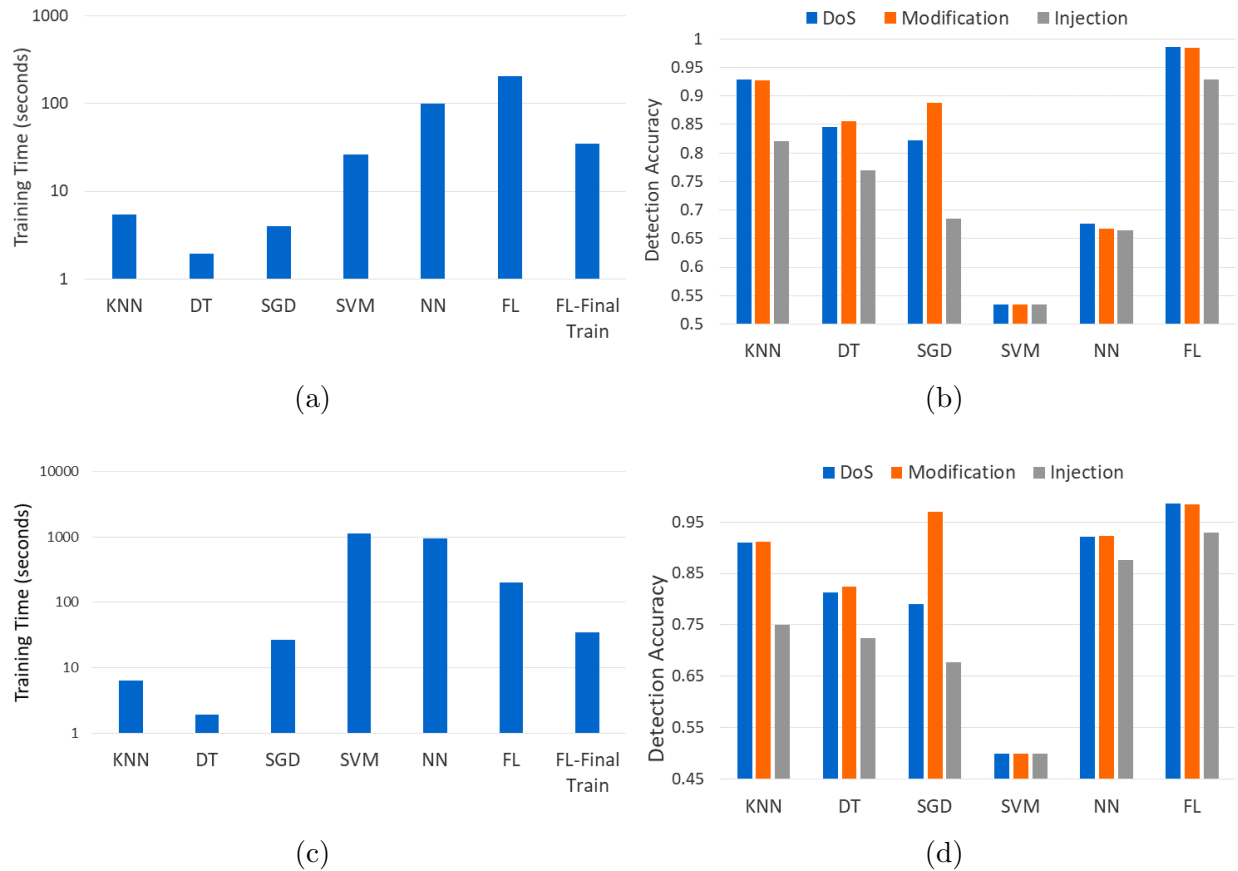 1000
100
10
1
Training Time (seconds)
KNN DT SGD SVM NN FL FL-Final
Train
(a)
DoS Modification Injection
1
0.95
0.9
0.85
0.8
0.75
0.7
0.65
0.6
0.55
0.5
Detection Accuracy
KNN DT SGD SVM NN FL
(b)
10000
1000
100
10
1
Training Time (seconds)
KNN DT SGD SVM NN FL FL-Final
Train
(c)
DoS Modification Injection
0.95
0.85
0.75
0.65
0.55
0.45
Detection Accuracy
KNN DT SGD SVM NN FL
(d)